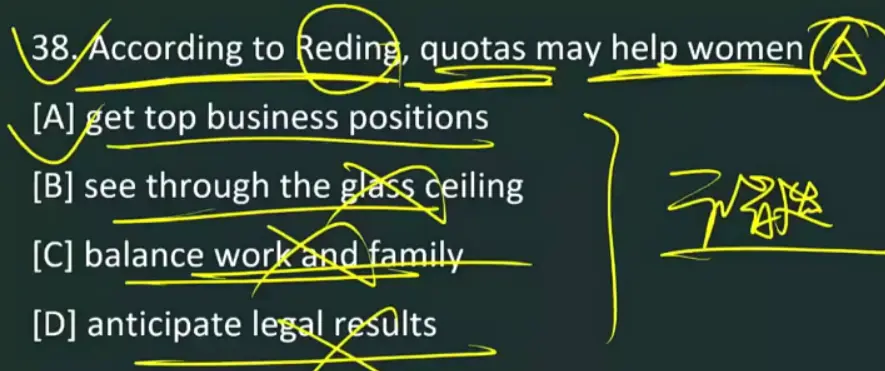 38. According to Reding, quotas may help women A
[A] get top business positions
[B] see through the glass ceiling
[C] balance work and family
[D] anticipate legal results